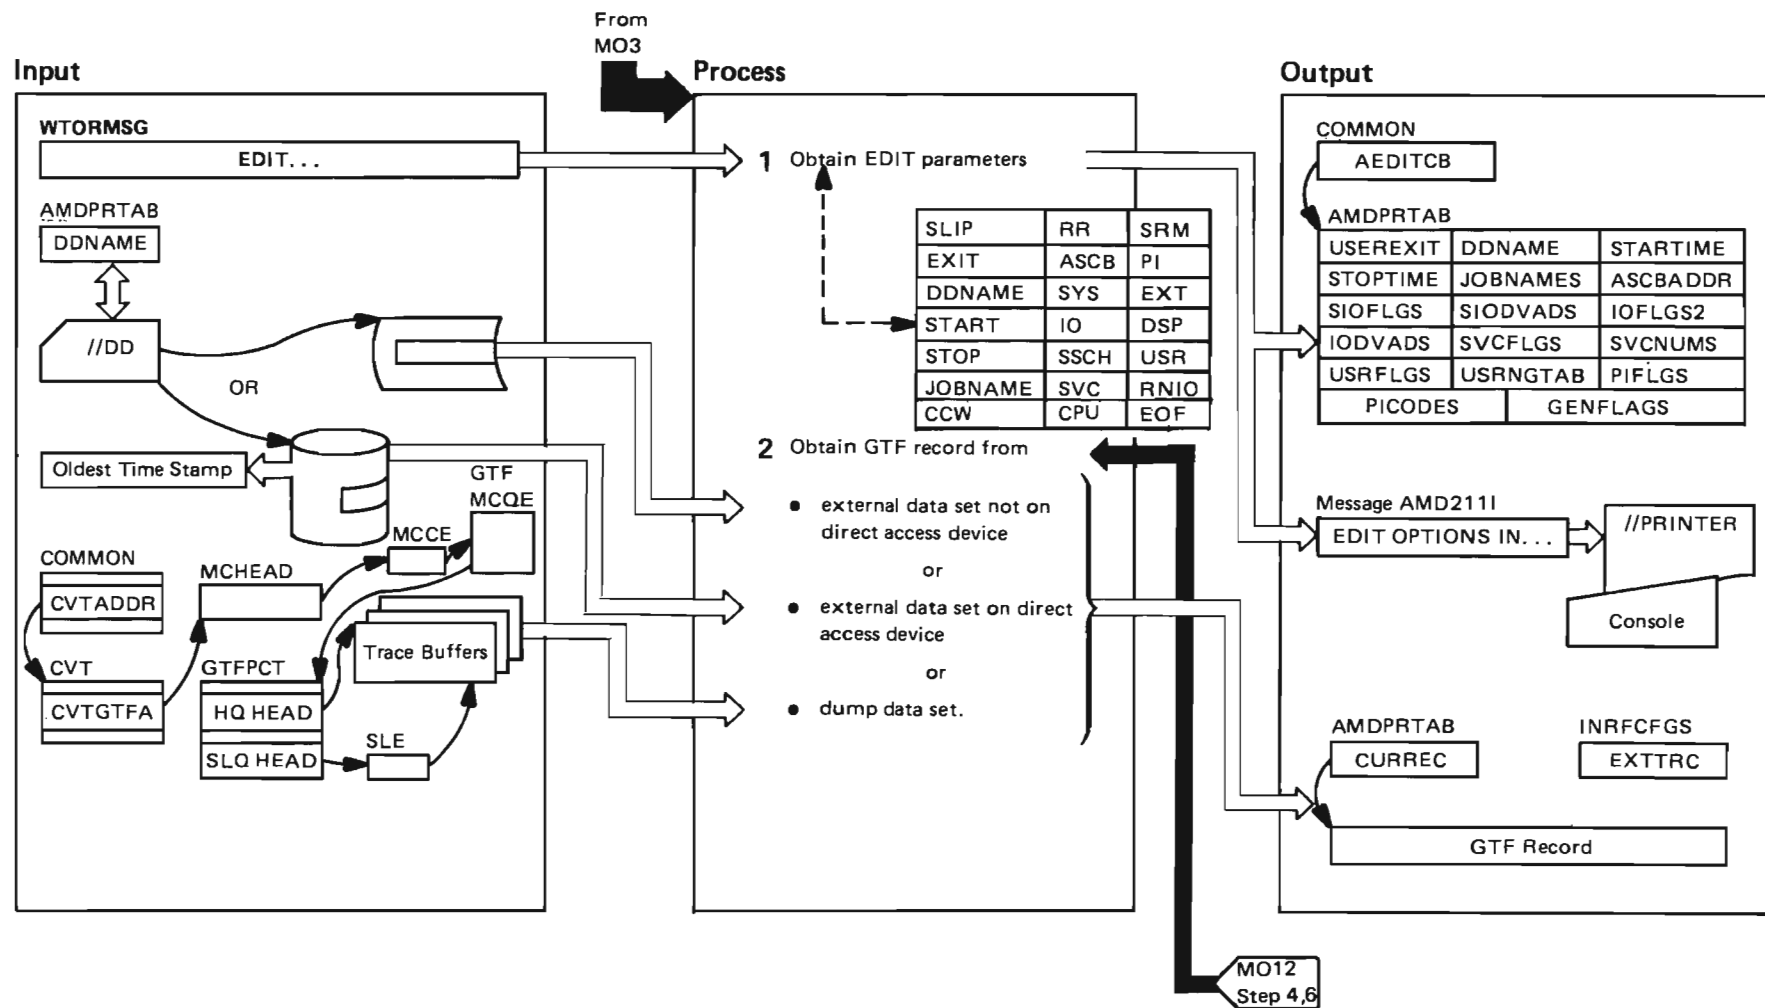 From
MO3
Input
Process
Output
WTORMSG
EDIT...
AMDPRTAB
DDNAME
//DD
OR
Oldest Time Stamp
GTF
MCQE
MCCE
COMMON
CVTADDR
MCHEAD
CVT
CVTGTFA
GTFPCT
HQ HEAD
SLQ HEAD
Trace Buffers
SLE
1 Obtain EDIT parameters
SLIP RR SRM
EXIT ASCB PI
DDNAME SYS EXT
START IO DSP
STOP SSCH USR
JOBNAME SVC RNIO
CCW CPU EOF
2 Obtain GTF record from
• external data set not on
direct access device
or
• external data set on direct
access device
or
• dump data set.
COMMON
AEDITCB
AMDPRTAB
USEREXIT DDNAME STARTIME
STOPTIME JOBNAMES ASCBADDR
SIOFLGS SIODVADS IOFLGS2
IODVADS SVCFLGS SVCNUMS
USRFLGS USRNGTAB PIFLGS
PICODES GENFLAGS
Message AMD211I
EDIT OPTIONS IN...
//PRINTER
Console
AMDPRTAB
CURREC
INRFCFGS
EXTTRC
GTF Record
MO12
Step 4,6